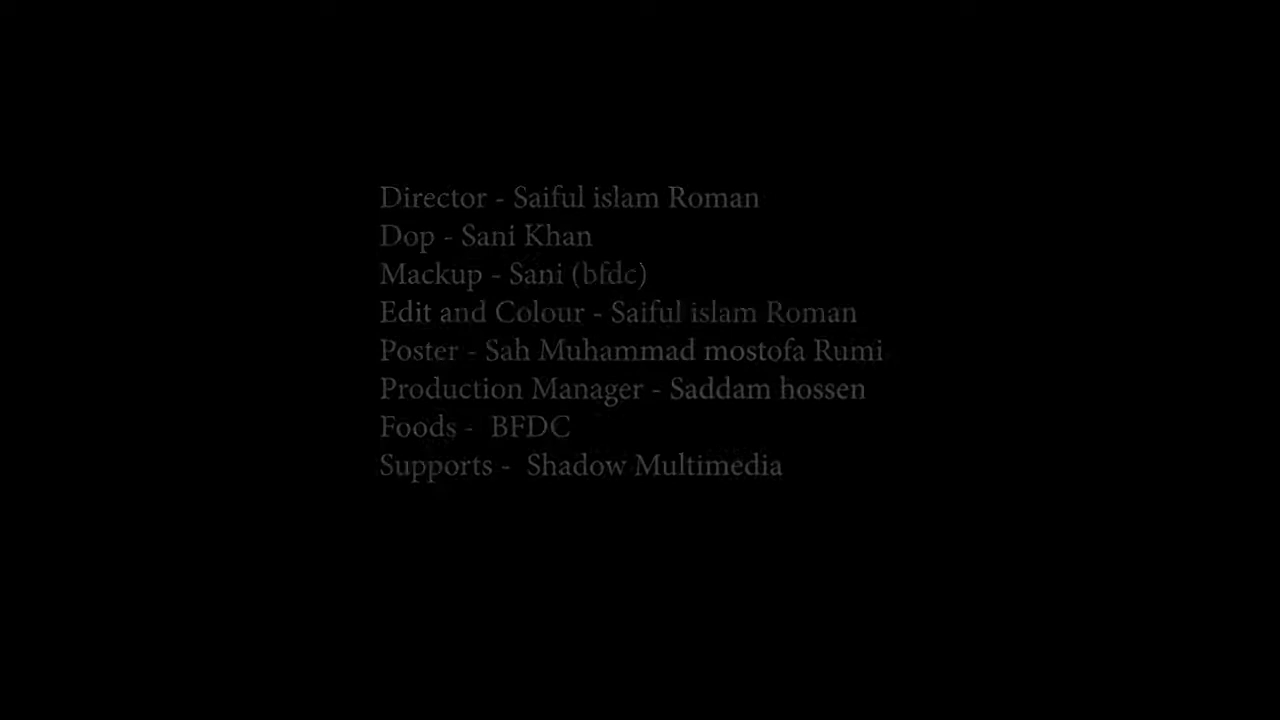 Director - Saiful islam Roman
Dop - Sani Khan
Mackup - Sani (bfdc)
Edit and Colour - Saiful islam Roman
Poster - Sah Muhammad mostofa Rumi
Production Manager - Saddam hossen
Foods - BFDC
Supports - Shadow Multimedia